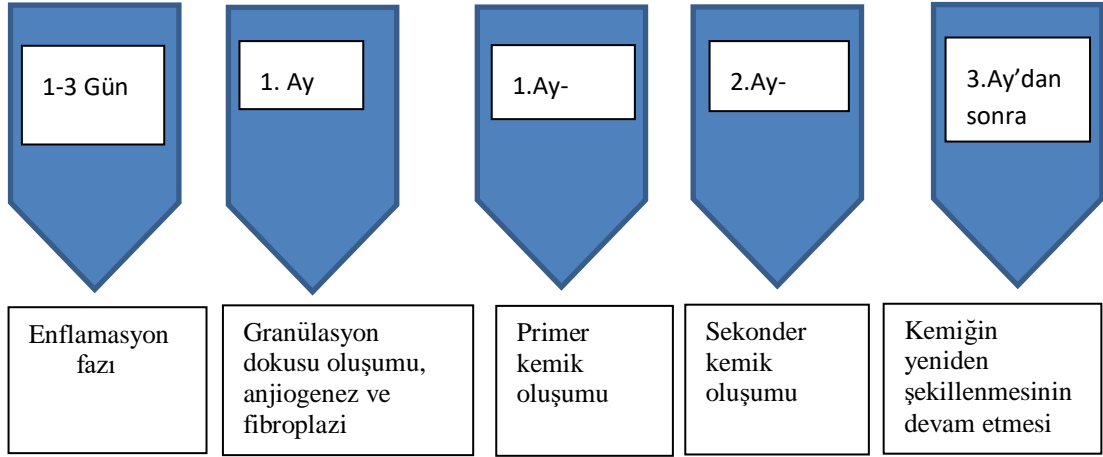 1-3 Gün
1. Ay
1.Ay-
2.Ay-
3.Ay’dan
sonra
Enflamasyon
fazı
Granülasyon
dokusu oluşumu,
anjiogenez ve
fibroplazi
Primer
kemik
oluşumu
Sekonder
kemik
oluşumu
Kemiğin
yeniden
şekillenmesinin
devam etmesi